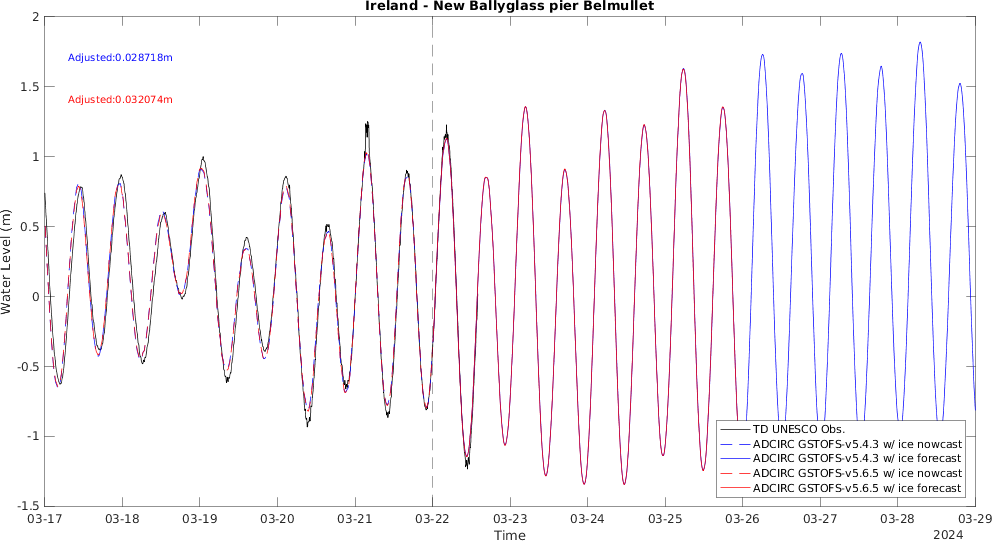 Ireland - New Ballyglass pier Belmullet
Adjusted:0.028718m
Adjusted:0.032074m
Water Level (m)
2
1.5
1
0.5
0
-0.5
-1
-1.5
TD UNESCO Obs.
ADCIRC GSTOFS-v5.4.3 w/ ice nowcast
ADCIRC GSTOFS-v5.4.3 w/ ice forecast
ADCIRC GSTOFS-v5.6.5 w/ ice nowcast
ADCIRC GSTOFS-v5.6.5 w/ ice forecast
03-17 03-18 03-19 03-20 03-21 03-22 03-23 03-24 03-25 03-26 03-27 03-28 03-29
Time
2024